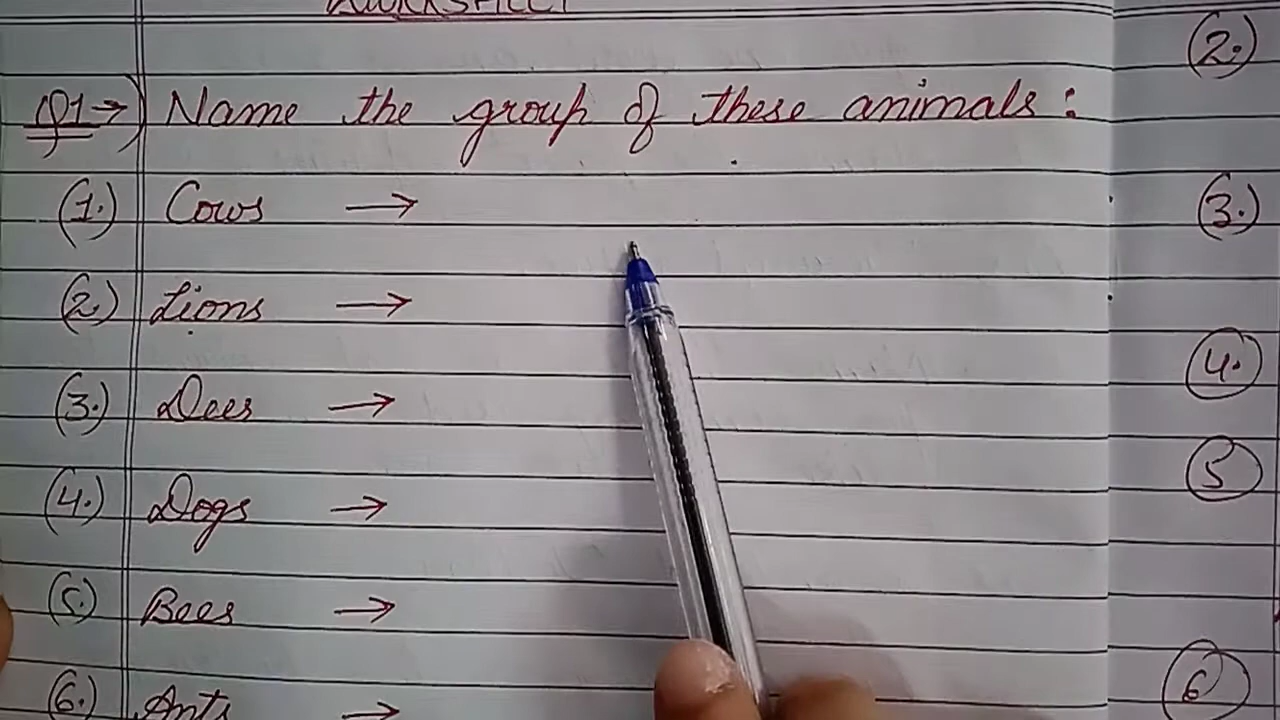 WORKSHEET
Q1→) Name the group of these animals:
(1.) Cows →
(2.) Lions →
(3.) Deer →
(4.) Dogs →
(5.) Bees →
(6.) Ants →
(2.)
(3.)
(4.)
(5)
(6)